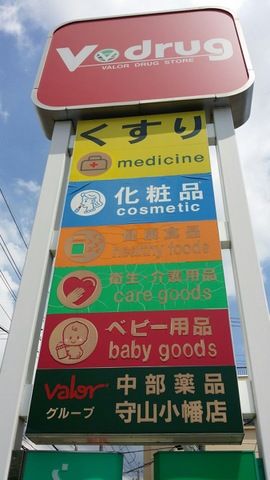 V・drug
VALOR DRUG STORE
くすり
medicine
化粧品
cosmetic
健康食品
healthy foods
衛生・介護用品
care goods
ベビー用品
baby goods
Valor グループ
中部薬品
守山小幡店